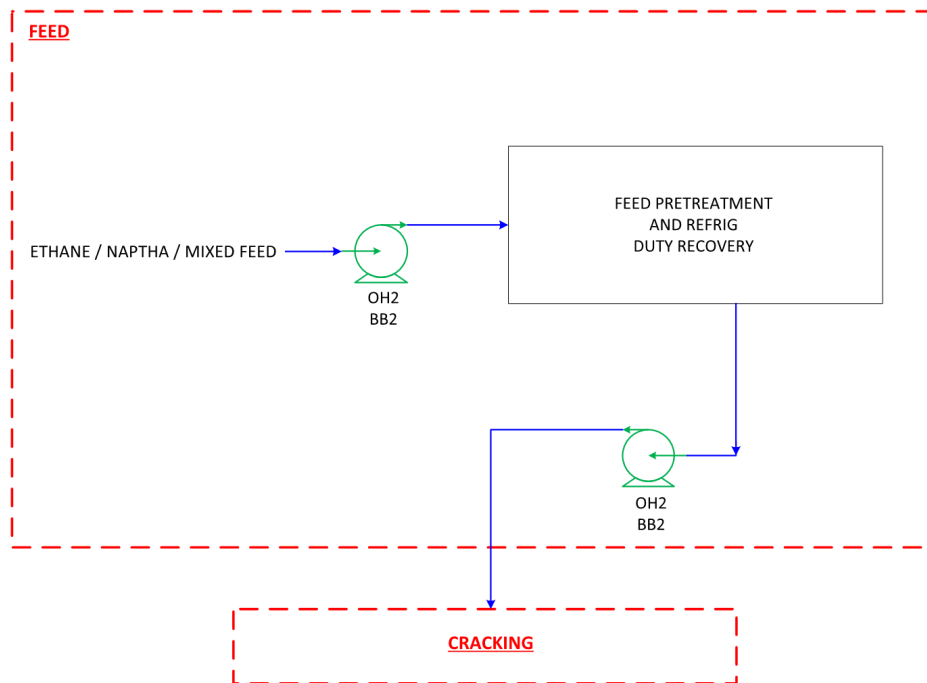 FEED
ETHANE / NAPTHA / MIXED FEED
OH2
BB2
FEED PRETREATMENT
AND REFRIG
DUTY RECOVERY
OH2
BB2
CRACKING